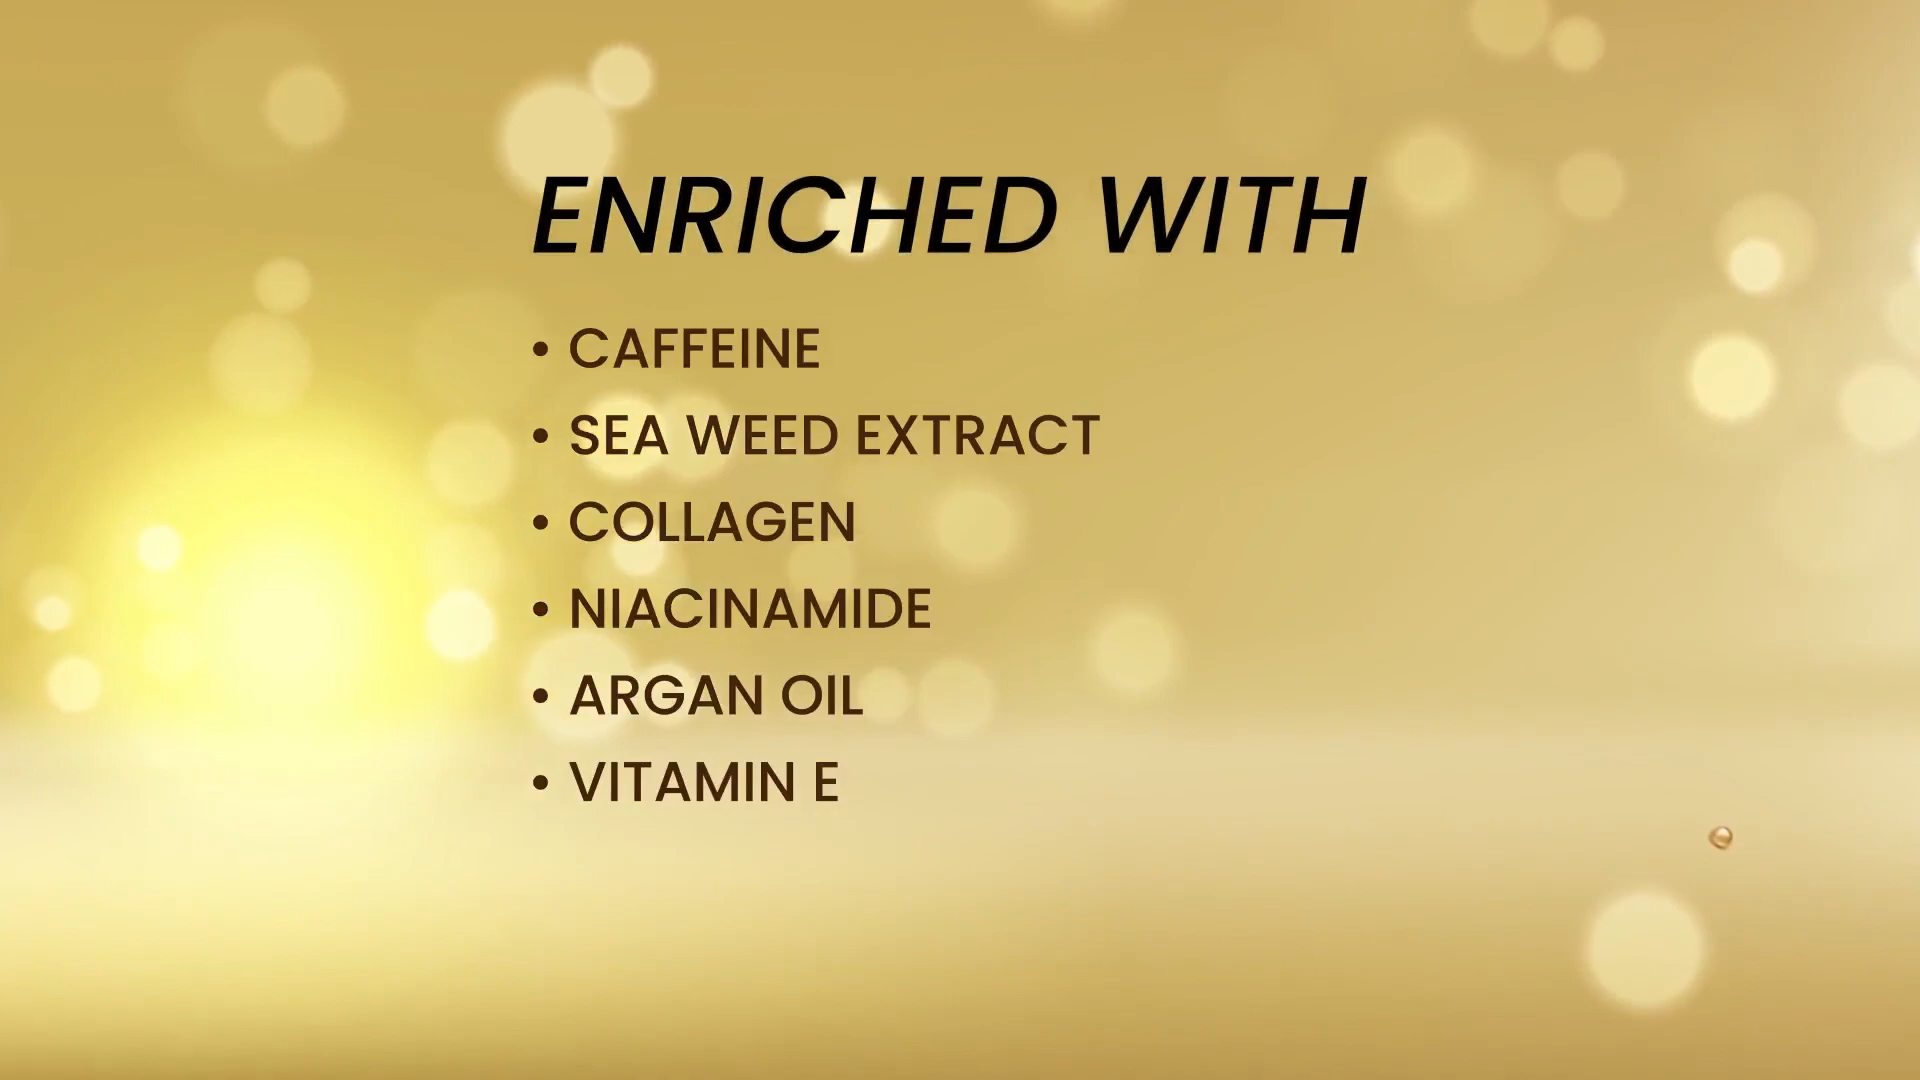 ENRICHED WITH
• CAFFEINE
• SEA WEED EXTRACT
• COLLAGEN
• NIACINAMIDE
• ARGAN OIL
• VITAMIN E